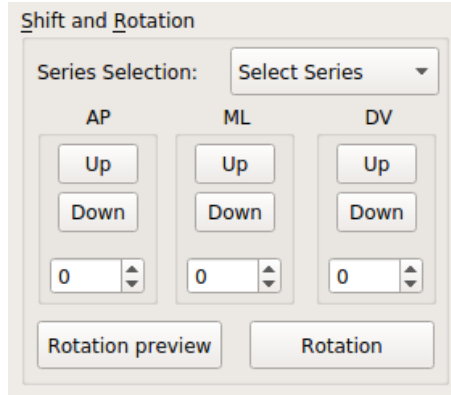 Shift and Rotation
Series Selection: Select Series
AP ML DV
Up Up Up
Down Down Down
0 0 0
Rotation preview Rotation